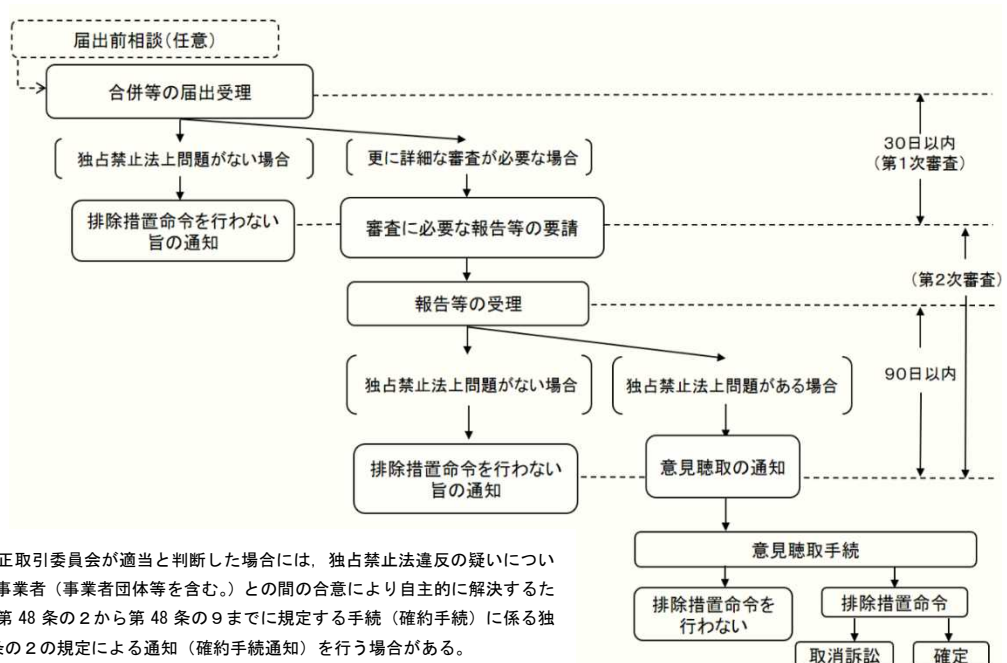 届出前相談(任意)
合併等の届出受理
独占禁止法上問題がない場合
更に詳細な審査が必要な場合
30日以内
(第1次審査)
排除措置命令を行わない
旨の通知
審査に必要な報告等の要請
(第2次審査)
報告等の受理
独占禁止法上問題がない場合
独占禁止法上問題がある場合
90日以内
排除措置命令を行わない
旨の通知
意見聴取の通知
正取引委員会が適当と判断した場合には，独占禁止法違反の疑いについ
事業者（事業者団体等を含む。）との間の合意により自主的に解決するた
第 48 条の２から第 48 条の９までに規定する手続（確約手続）に係る独
条の２の規定による通知（確約手続通知）を行う場合がある。
意見聴取手続
排除措置命令を
行わない
排除措置命令
取消訴訟
確定